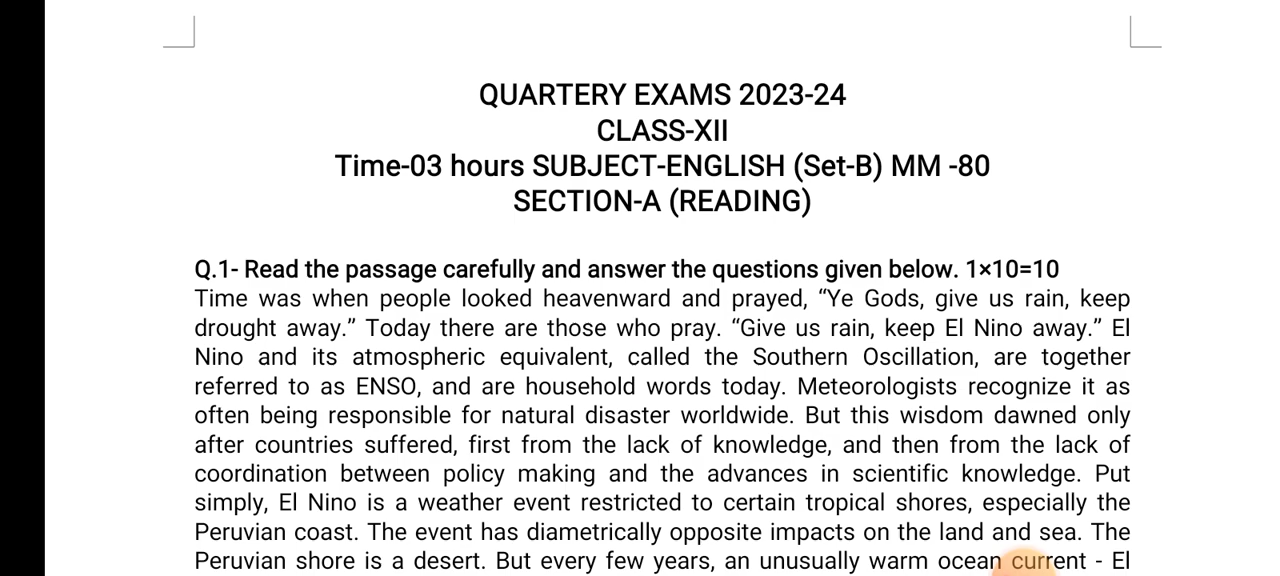 QUARTERY EXAMS 2023-24
CLASS-XII
Time-03 hours SUBJECT-ENGLISH (Set-B) MM -80
SECTION-A (READING)
Q.1- Read the passage carefully and answer the questions given below. 1×10=10
Time was when people looked heavenward and prayed, “Ye Gods, give us rain, keep
drought away.” Today there are those who pray. “Give us rain, keep El Nino away.” El
Nino and its atmospheric equivalent, called the Southern Oscillation, are together
referred to as ENSO, and are household words today. Meteorologists recognize it as
often being responsible for natural disaster worldwide. But this wisdom dawned only
after countries suffered, first from the lack of knowledge, and then from the lack of
coordination between policy making and the advances in scientific knowledge. Put
simply, El Nino is a weather event restricted to certain tropical shores, especially the
Peruvian coast. The event has diametrically opposite impacts on the land and sea. The
Peruvian shore is a desert. But every few years, an unusually warm ocean current - El